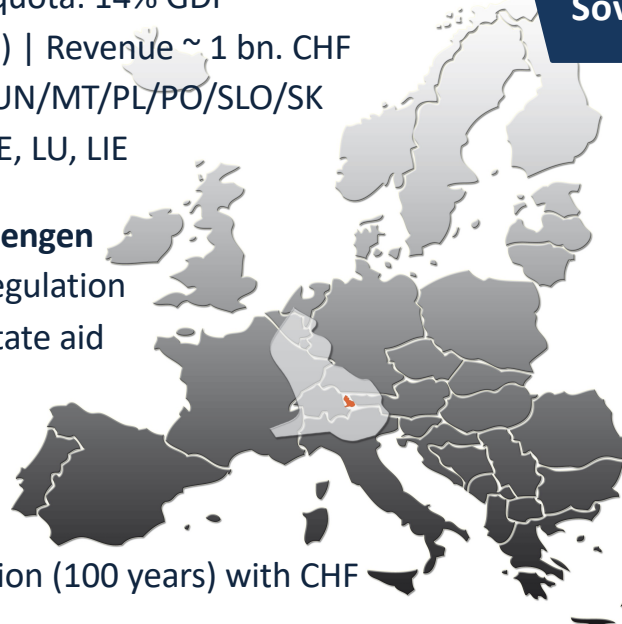 quota: 14% GDP
Sov
) | Revenue ~ 1 bn. CHF
UN/MT/PL/PO/SLO/SK
E, LU, LIE
engen
egulation
tate aid
ion (100 years) with CHF